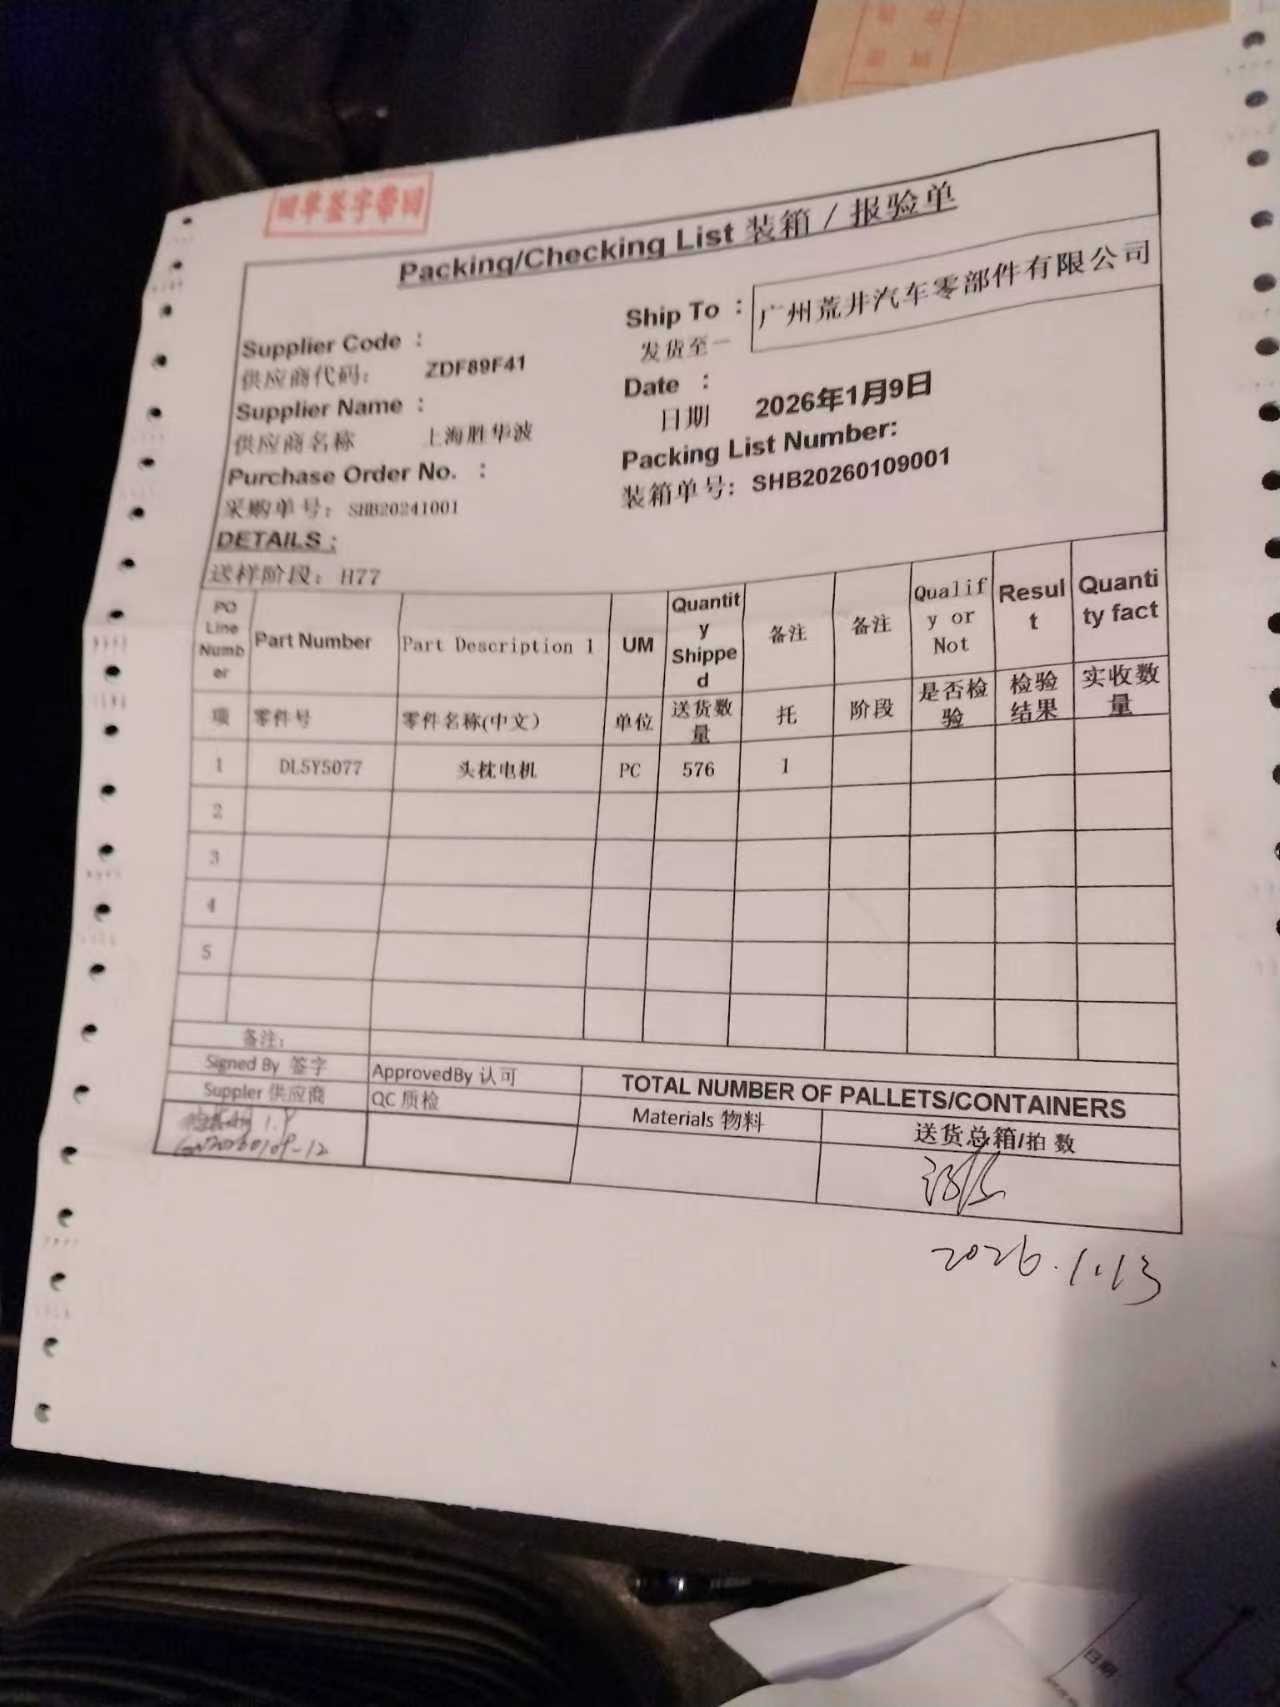 回单签字带回
Packing/Checking List 装箱 / 报验单
Supplier Code :
供应商代码: ZDF89F41
Ship To : 广州荒井汽车零部件有限公司
发货至一
Supplier Name :
供应商名称 上海胜华波
Date :
日期 2026年1月9日
Purchase Order No. :
采购单号: SHB20241001
Packing List Number:
装箱单号: SHB20260109001
DETAILS :
送样阶段: H77
PO Line Number Part Number Part Description 1 UM Quantity Shipped 备注 备注 Qualify or Not Result Quantity fact
项 零件号 零件名称(中文) 单位 送货数量 托 阶段 是否检验 检验结果 实收数量
1 DL5Y5077 头枕电机 PC 576 1
2
3
4
5
备注:
Signed By 签字 ApprovedBy 认可 TOTAL NUMBER OF PALLETS/CONTAINERS
Suppler 供应商 QC 质检 Materials 物料 送货总箱/拍 数
1.9
2026.1.13
日期